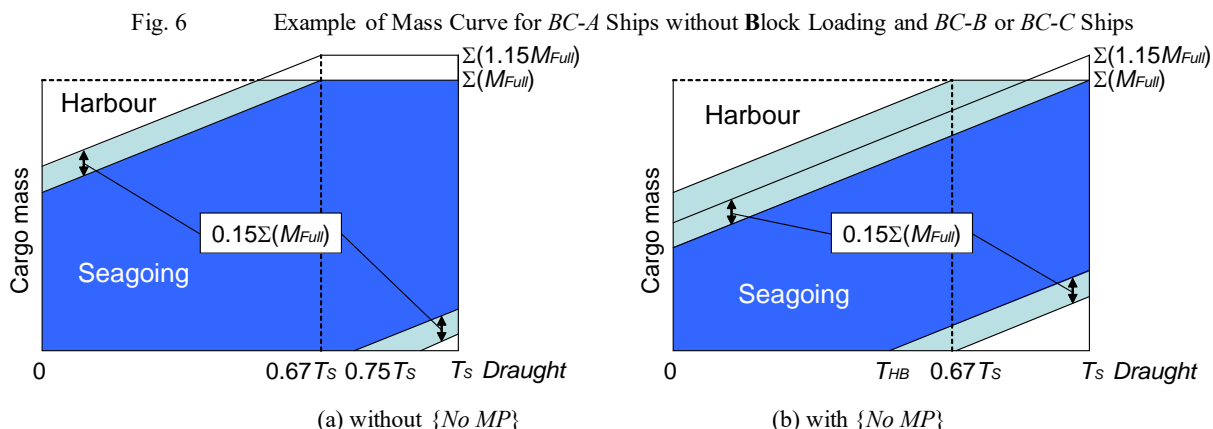 Fig. 6 Example of Mass Curve for BC-A Ships without Block Loading and BC-B or BC-C Ships
Σ(1.15MFull)
Σ(MFull)
Harbour
0.15Σ(MFull)
Seagoing
Cargo mass
0 0.67TS 0.75TS TS Draught
(a) without {No MP}
Σ(1.15MFull)
Σ(MFull)
Harbour
0.15Σ(MFull)
Seagoing
Cargo mass
0 THB 0.67TS TS Draught
(b) with {No MP}